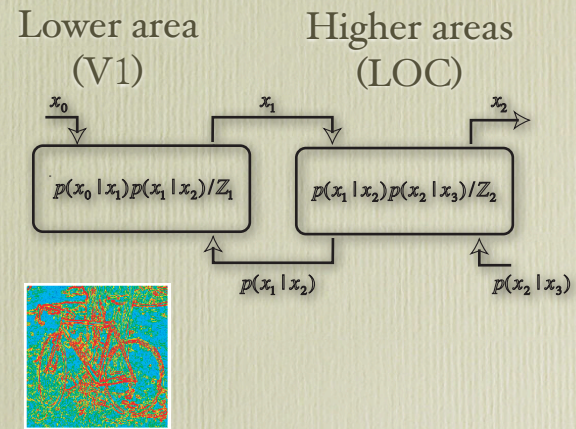 Lower area
(V1)
Higher areas
(LOC)
x₀
x₁
x₂
p(x₀ | x₁)p(x₁ | x₂)/Z₁
p(x₁ | x₂)p(x₂ | x₃)/Z₂
p(x₁ | x₂)
p(x₂ | x₃)